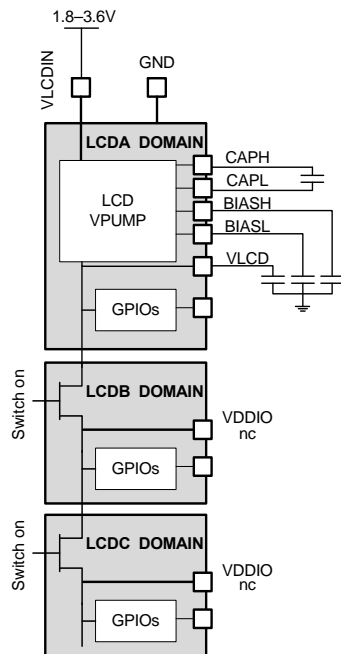 1.8–3.6V
VLCDIN
GND
LCDA DOMAIN
LCD
VPUMP
CAPH
CAPL
BIASH
BIASL
VLCD
GPIOs
Switch on
LCDB DOMAIN
VDDIO
nc
GPIOs
Switch on
LCDC DOMAIN
VDDIO
nc
GPIOs